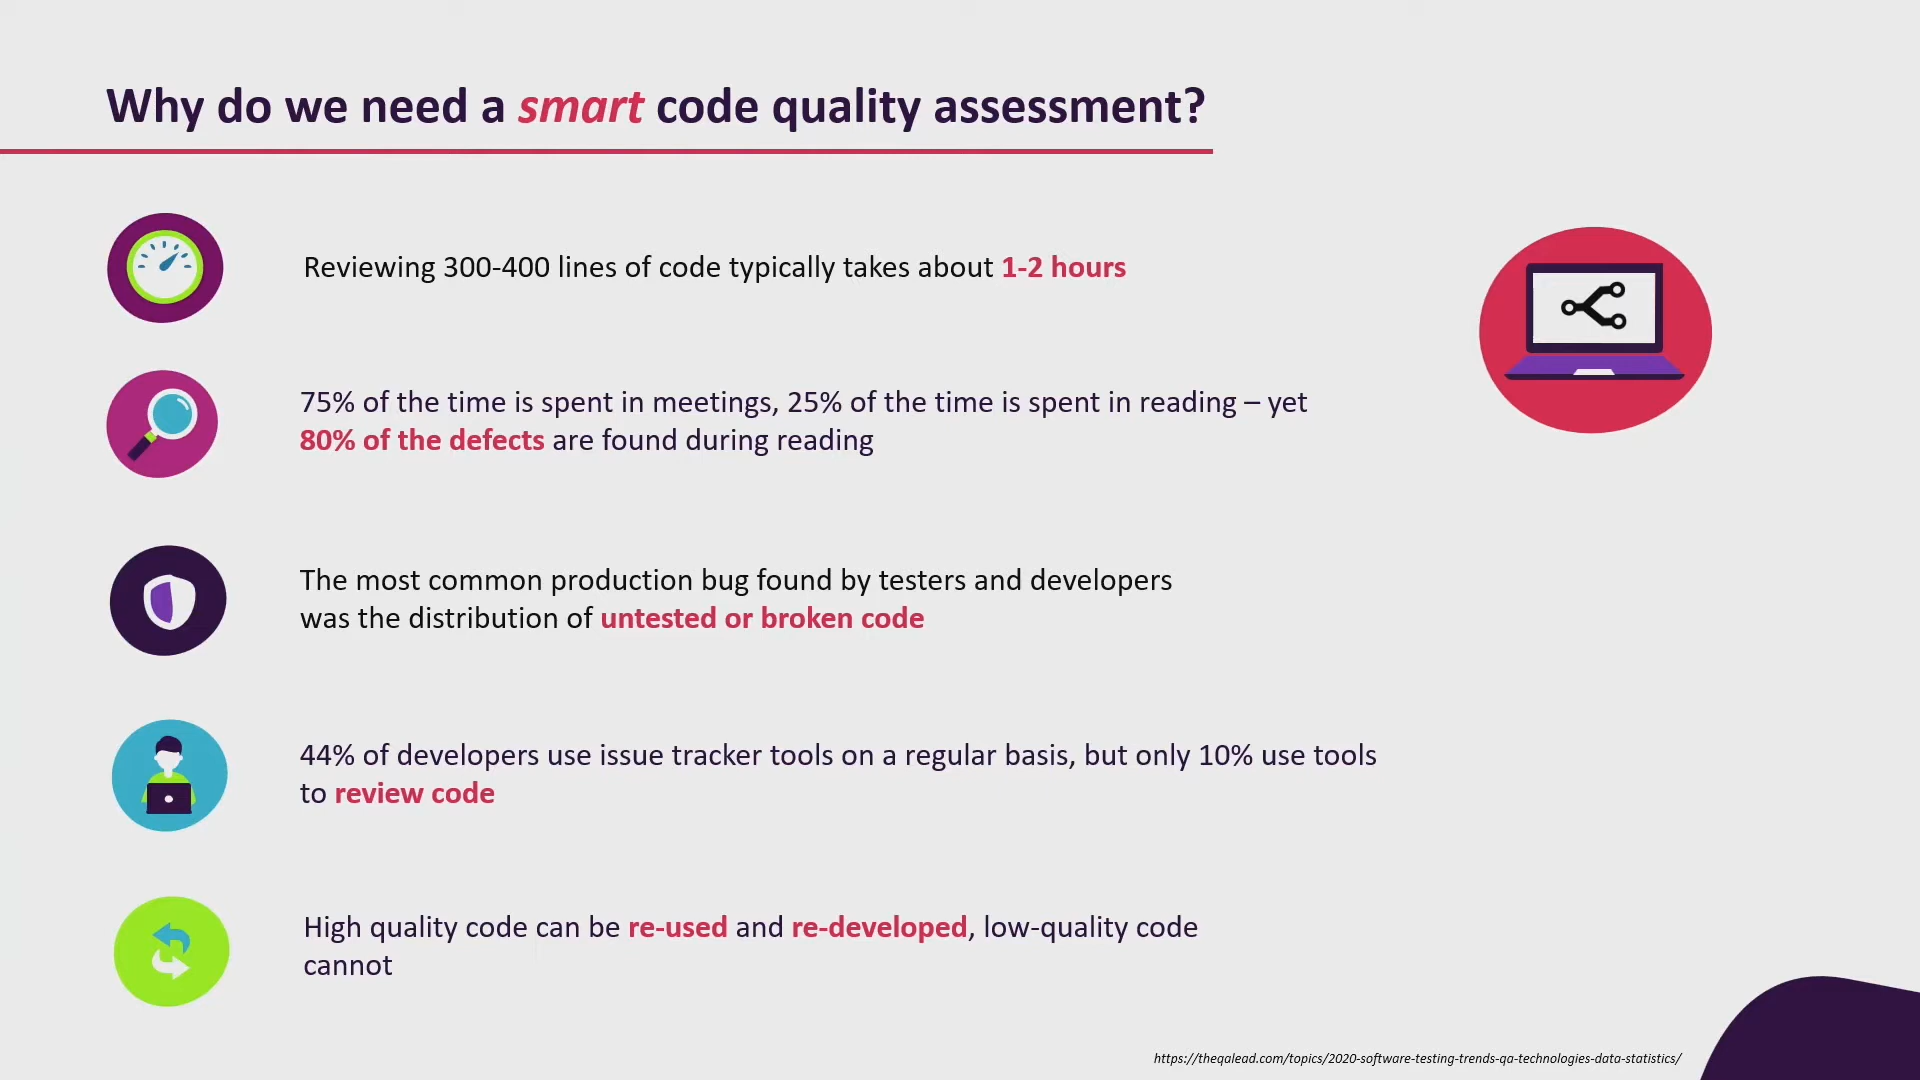 Why do we need a smart code quality assessment?
Reviewing 300-400 lines of code typically takes about 1-2 hours
75% of the time is spent in meetings, 25% of the time is spent in reading – yet
80% of the defects are found during reading
The most common production bug found by testers and developers
was the distribution of untested or broken code
44% of developers use issue tracker tools on a regular basis, but only 10% use tools
to review code
High quality code can be re-used and re-developed, low-quality code
cannot
https://theqalead.com/topics/2020-software-testing-trends-qa-technologies-data-statistics/